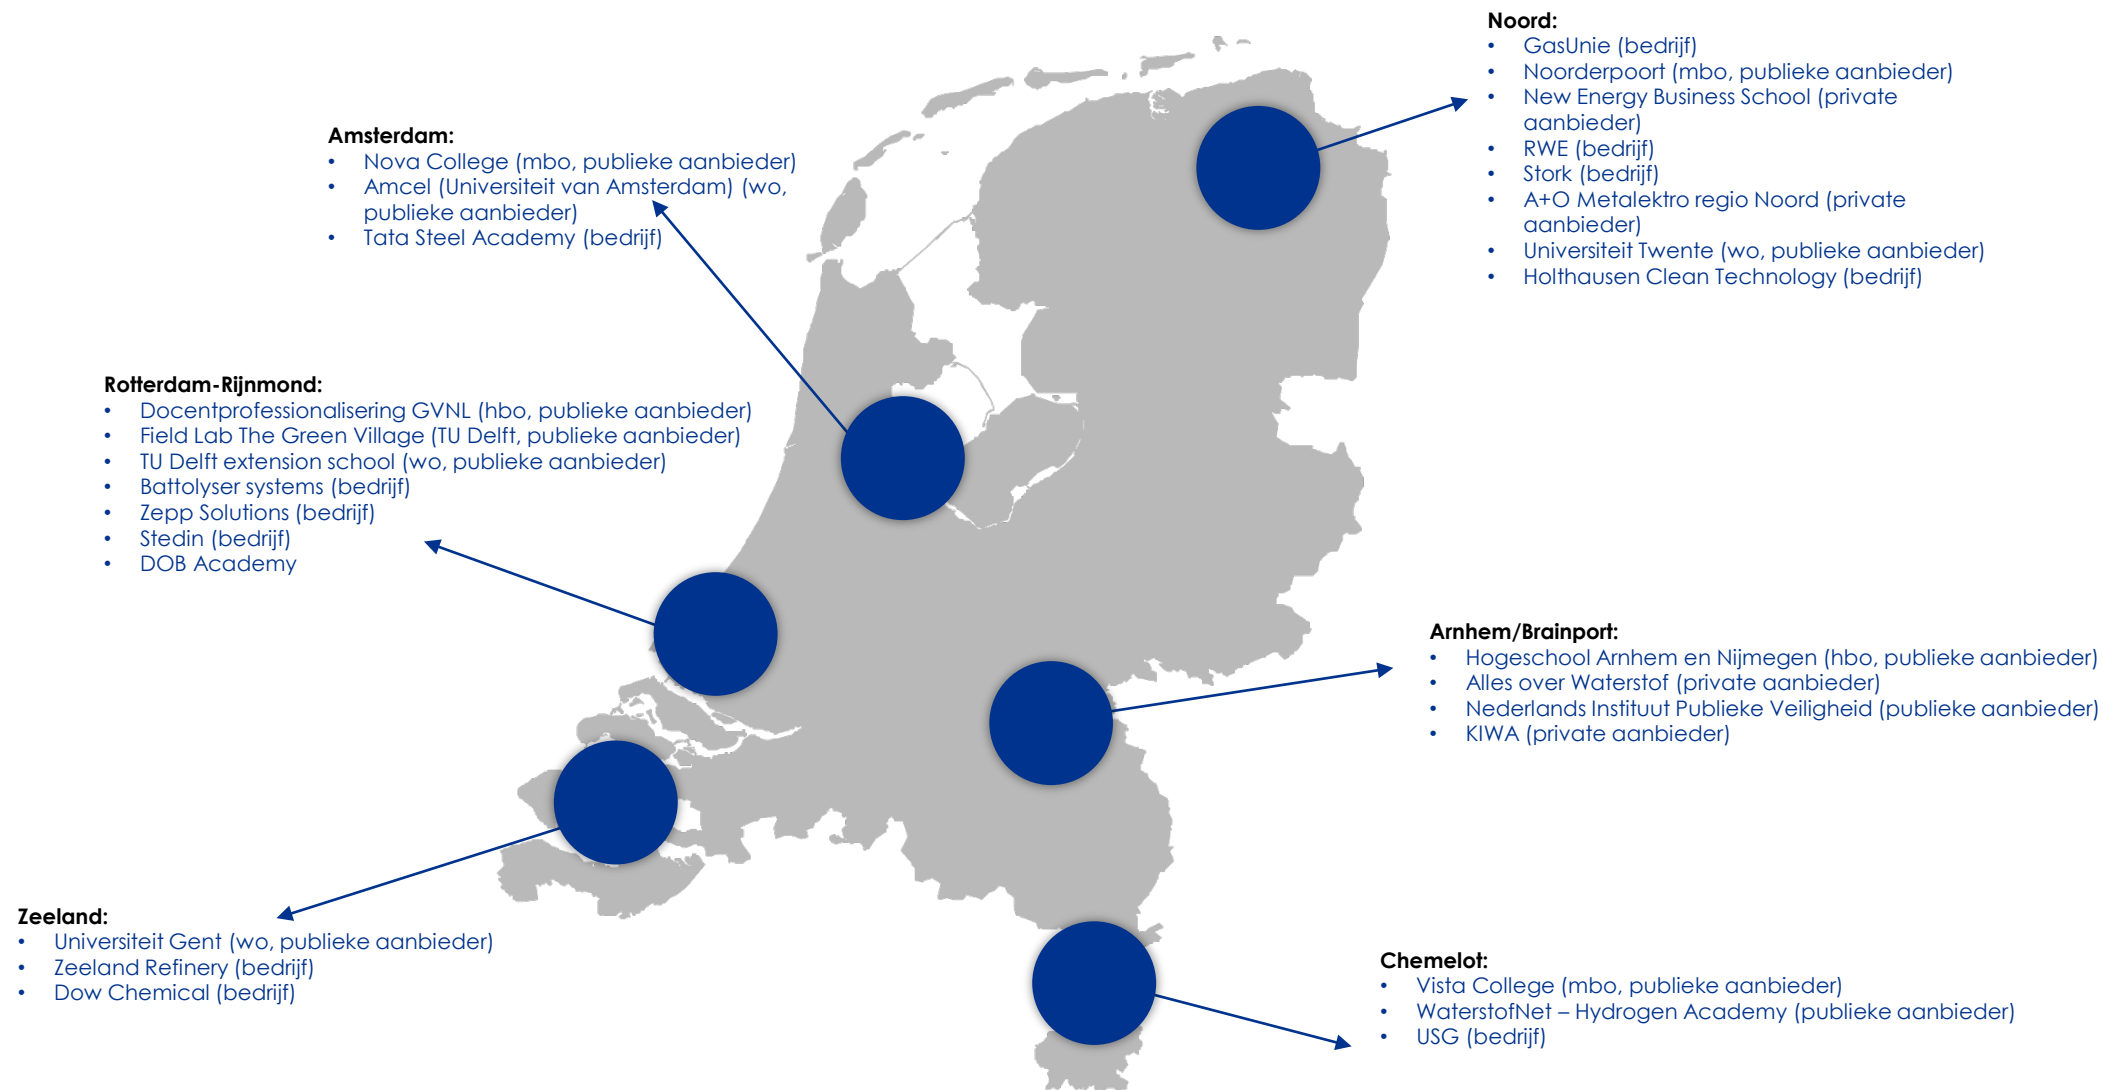 Noord:
• GasUnie (bedrijf)
• Noorderpoort (mbo, publieke aanbieder)
• New Energy Business School (private
aanbieder)
• RWE (bedrijf)
• Stork (bedrijf)
• A+O Metalektro regio Noord (private
aanbieder)
• Universiteit Twente (wo, publieke aanbieder)
• Holthausen Clean Technology (bedrijf)
Amsterdam:
• Nova College (mbo, publieke aanbieder)
• Amcel (Universiteit van Amsterdam) (wo,
publieke aanbieder)
• Tata Steel Academy (bedrijf)
Rotterdam-Rijnmond:
• Docentprofessionalisering GVNL (hbo, publieke aanbieder)
• Field Lab The Green Village (TU Delft, publieke aanbieder)
• TU Delft extension school (wo, publieke aanbieder)
• Battolyser systems (bedrijf)
• Zepp Solutions (bedrijf)
• Stedin (bedrijf)
• DOB Academy
Arnhem/Brainport:
• Hogeschool Arnhem en Nijmegen (hbo, publieke aanbieder)
• Alles over Waterstof (private aanbieder)
• Nederlands Instituut Publieke Veiligheid (publieke aanbieder)
• KIWA (private aanbieder)
Zeeland:
• Universiteit Gent (wo, publieke aanbieder)
• Zeeland Refinery (bedrijf)
• Dow Chemical (bedrijf)
Chemelot:
• Vista College (mbo, publieke aanbieder)
• WaterstofNet – Hydrogen Academy (publieke aanbieder)
• USG (bedrijf)